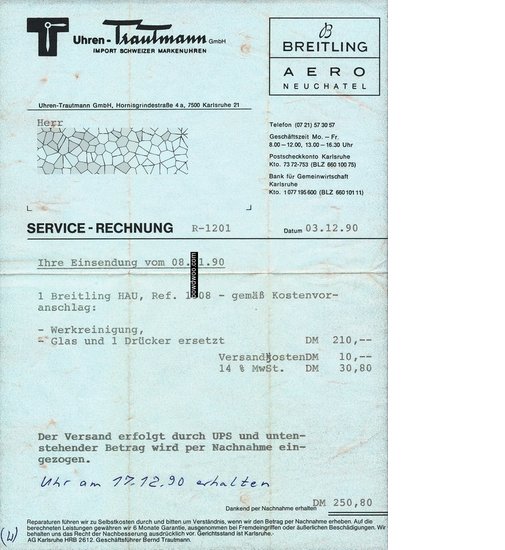 Uhren - Trautmann GmbH
IMPORT SCHWEIZER MARKENUHREN
B
BREITLING
AERO
NEUCHATEL
Uhren-Trautmann GmbH, Hornisgrindestraße 4 a, 7500 Karlsruhe 21
Herr
Telefon (07 21) 57 30 57
Geschäftszeit Mo. – Fr.
8.00 – 12.00, 13.00 – 16.30 Uhr
Postscheckkonto Karlsruhe
Kto. 73 72-753 (BLZ 660 100 75)
Bank für Gemeinwirtschaft
Karlsruhe
Kto. 1 077 195 600 (BLZ 660 101 11)
SERVICE - RECHNUNG R-1201 Datum 03.12.90
Ihre Einsendung vom 1.90
1 Breitling HAU, Ref. - gemäß Kostenvor-
anschlag:
- Werkreinigung,
- Glas und 1 Drücker ersetzt DM 210,--
Versandkosten DM 10,--
14 % MwSt. DM 30,80
Der Versand erfolgt durch UPS und unten-
stehender Betrag wird per Nachnahme ein-
gezogen.
Uhr am 17.12.90 erhalten
Dankend per Nachnahme erhalten DM 250,80
Reparaturen führen wir zu Selbstkosten durch und bitten um Verständnis, wenn wir den Betrag per Nachnahme erheben. Auf die
berechneten Leistungen gewähren wir 6 Monate Garantie, ausgenommen bei Fremdeingriffen oder äußerlichen Beschädigungen. Wir
behalten uns das Recht der Nachbesserung ausdrücklich vor. Gerichtsstand ist Karlsruhe.
AG Karlsruhe HRB 2612. Geschäftsführer Bernd Trautmann.